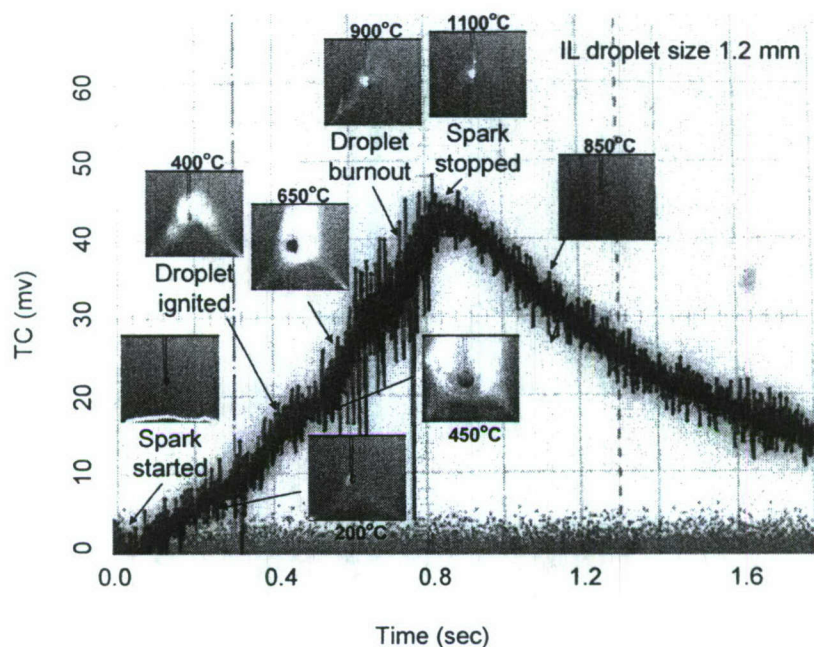 900°C
1100°C
IL droplet size 1.2 mm
Droplet
burnout
Spark
stopped
850°C
400°C
650°C
Droplet
ignited
Spark
started
450°C
200°C
TC (mv)
60
50
40
30
20
10
0
0.0
0.4
0.8
1.2
1.6
Time (sec)